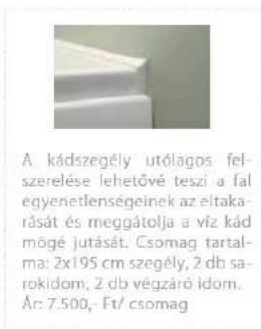 A kádszegély utólagos fel-
szerelése lehetővé teszi a fal
egyenetlenségeinek az eltaka-
rását és meggátolja a víz kád
mögé jutását. Csomag tartal-
ma: 2x195 cm szegély, 2 db sa-
rokidom, 2 db végzáró idom.
Ár: 7.500,- Ft/ csomag